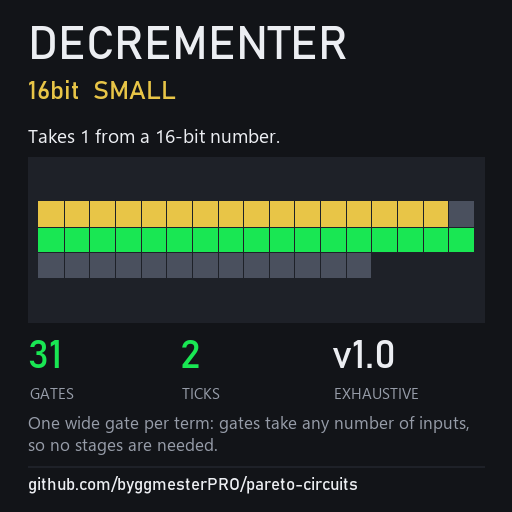 DECREMENTER
16bit SMALL
Takes 1 from a 16-bit number.
31 2 v1.0
GATES TICKS EXHAUSTIVE
One wide gate per term: gates take any number of inputs,
so no stages are needed.
github.com/byggmesterPRO/pareto-circuits